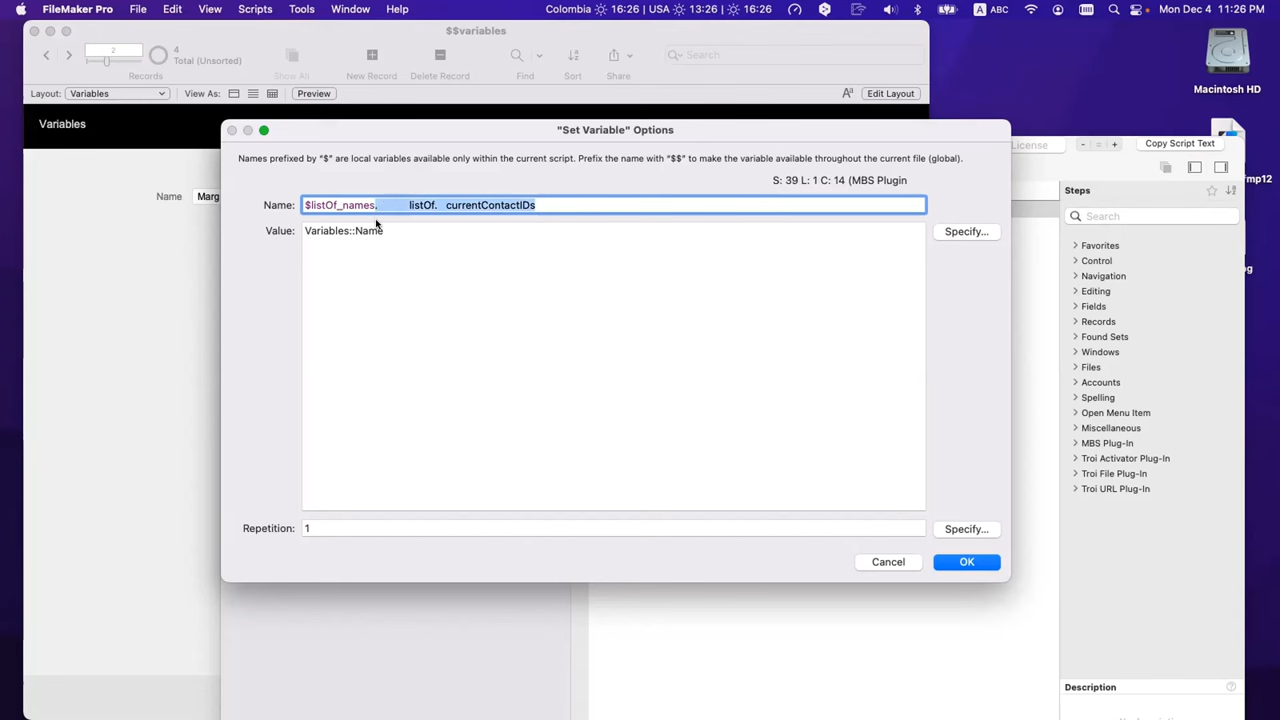 FileMaker Pro File Edit View Scripts Tools Window Help Colombia 16:26 | USA 13:26 | 16:26 ABC Mon Dec 4 11:26 PM
$$variables
2 4 Total (Unsorted) Show All New Record Delete Record Find Sort Share Search
Records
Layout: Variables View As: Preview Aa Edit Layout
Macintosh HD
Variables
"Set Variable" Options
License - = + Copy Script Text
Names prefixed by "$" are local variables available only within the current script. Prefix the name with "$$" to make the variable available throughout the current file (global).
S: 39 L: 1 C: 14 (MBS Plugin
fmp12
Steps
Name Marg
Name: $listOf_names. listOf. currentContactIDs
Search
Value: Variables::Name Specify...
Favorites
Control
Navigation
Editing
Fields
Records
Found Sets
Windows
Files
Accounts
Spelling
Open Menu Item
Miscellaneous
MBS Plug-In
Troi Activator Plug-In
Troi File Plug-In
Troi URL Plug-In
Repetition: 1 Specify...
Cancel OK
Description